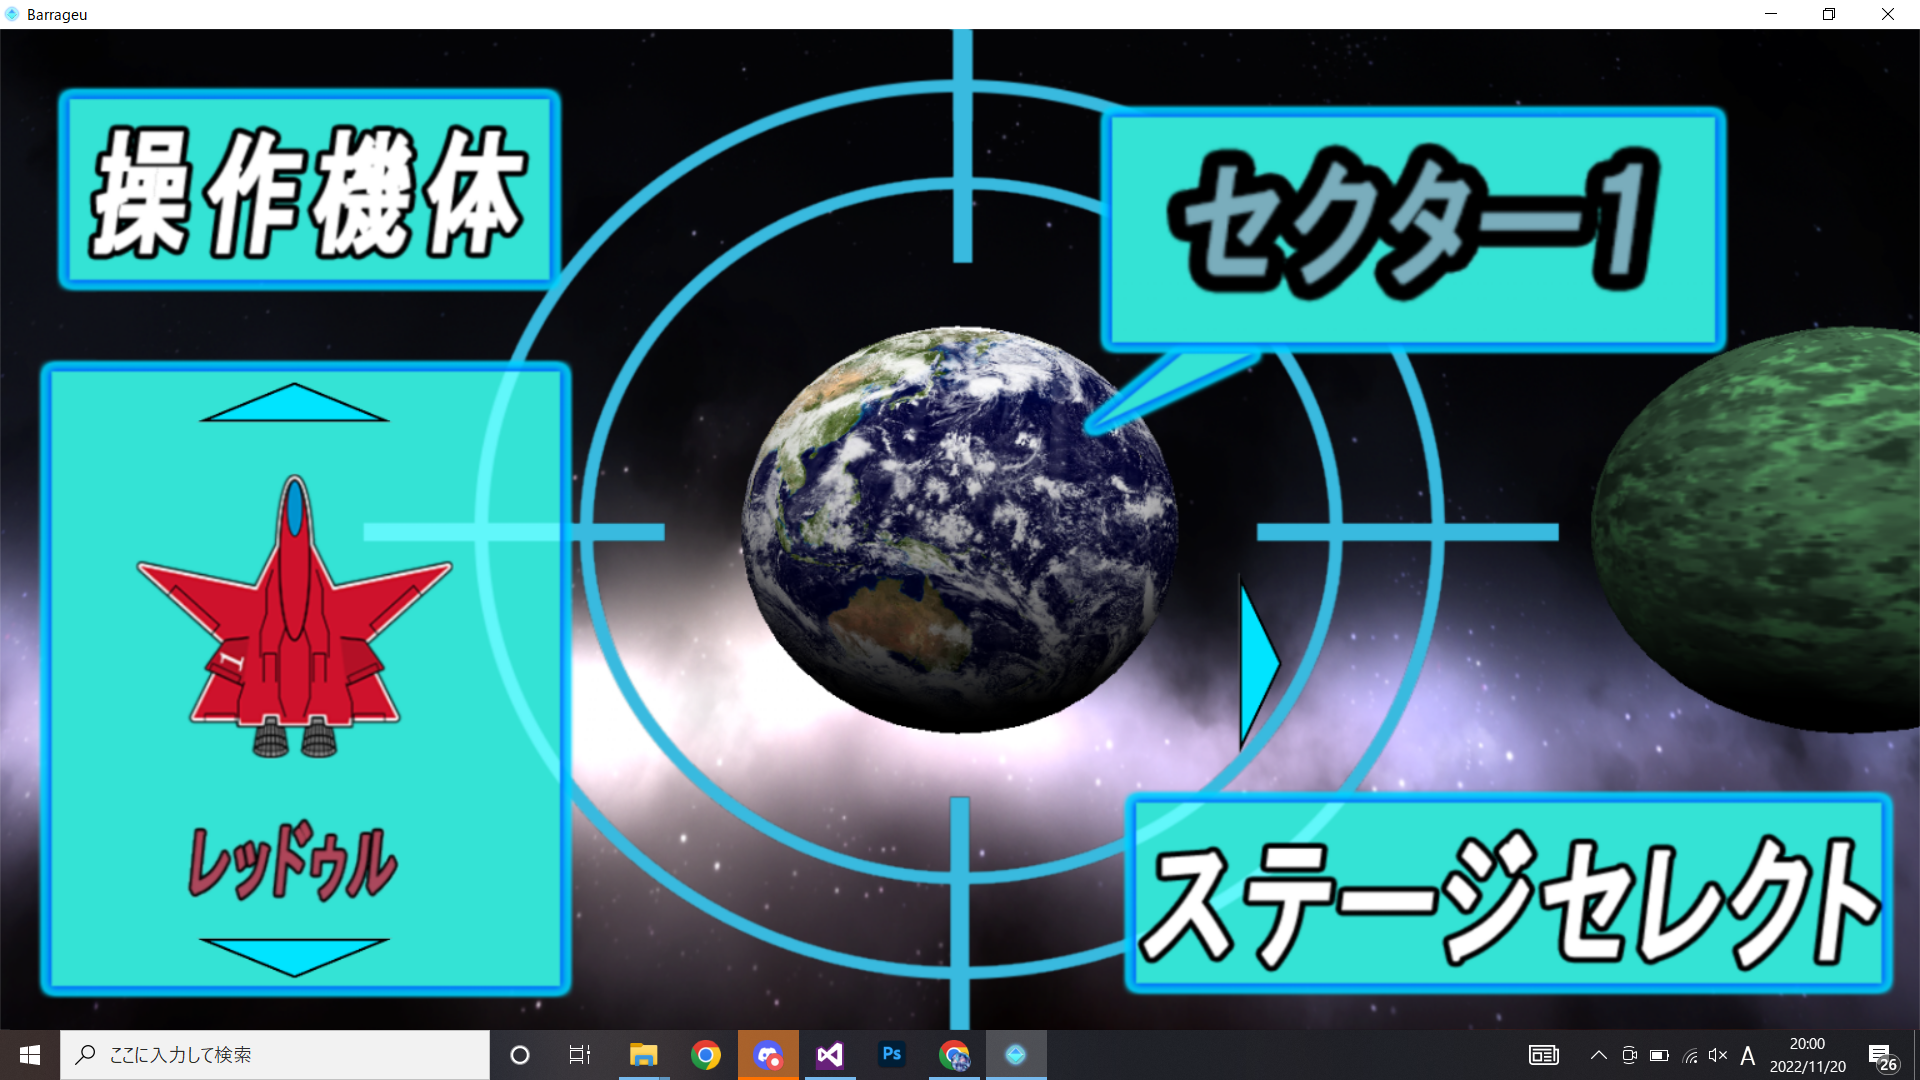 Barrageu
操作機体
セクター1
1
レッドゥル
ステージセレクト
ここに入力して検索
Ps
A
20:00
2022/11/20
26